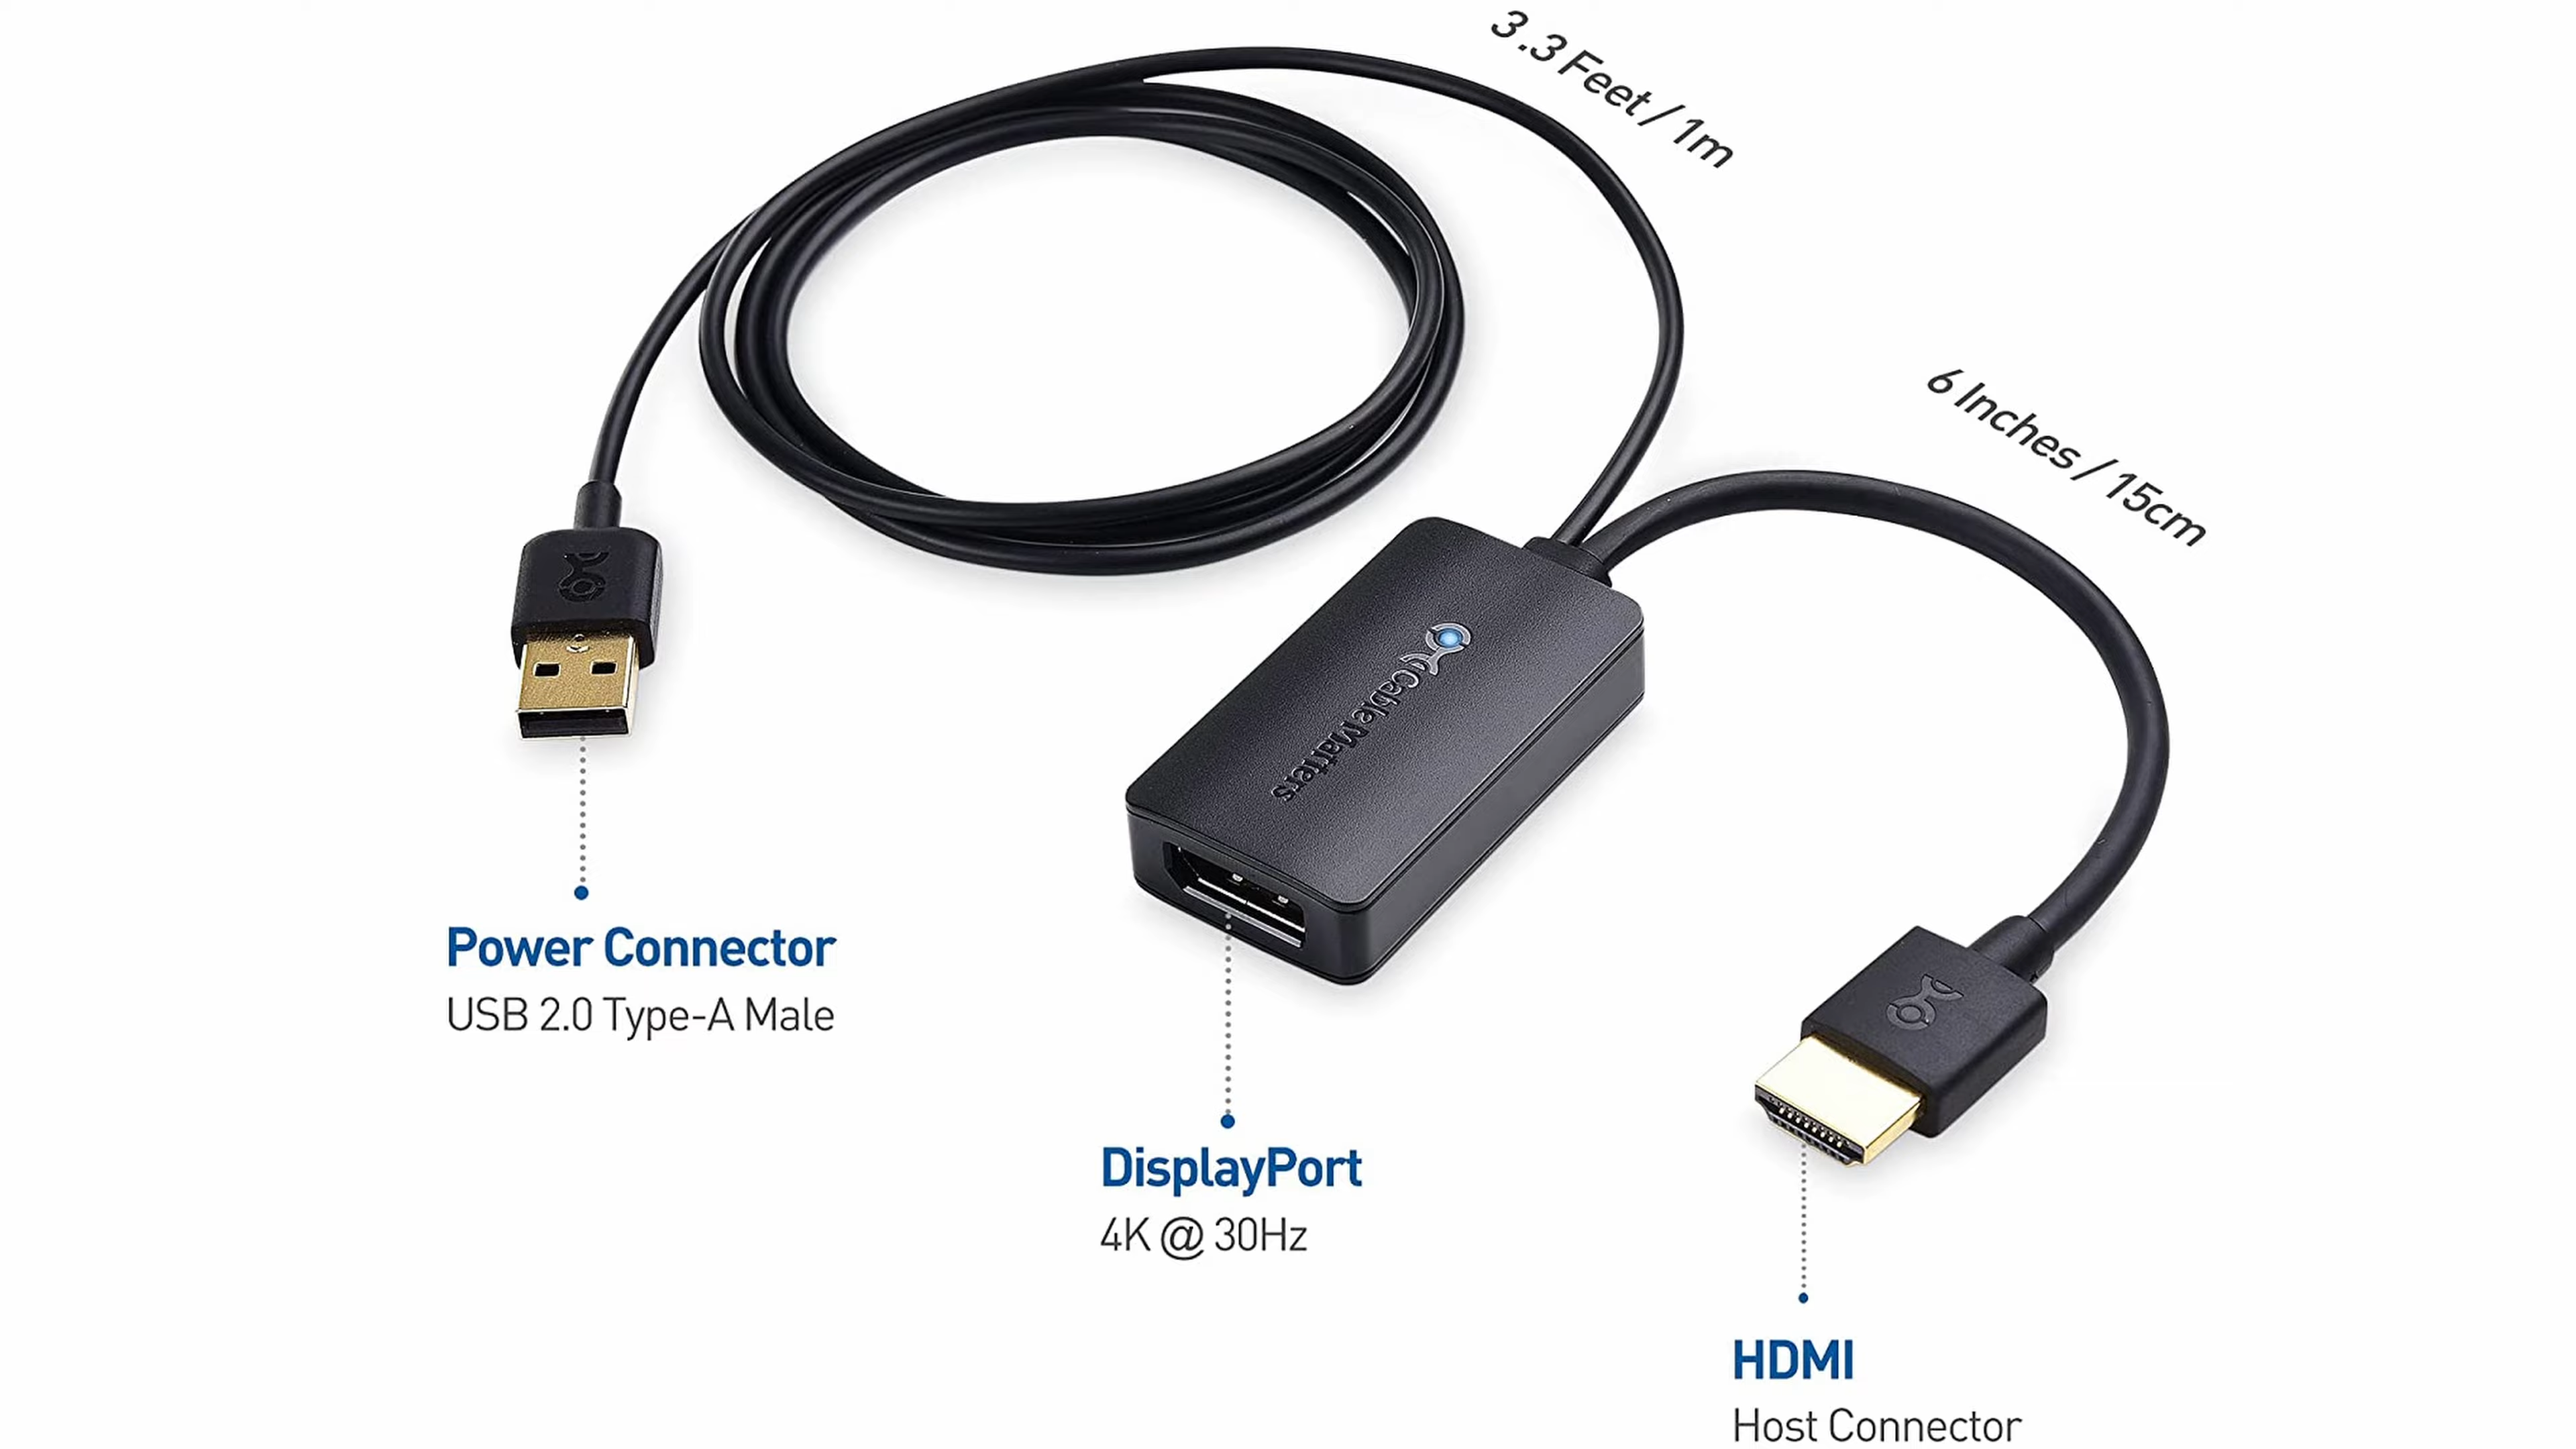 3.3 Feet / 1m
6 Inches / 15cm
Cable Matters
Power Connector
USB 2.0 Type-A Male
DisplayPort
4K @ 30Hz
HDMI
Host Connector